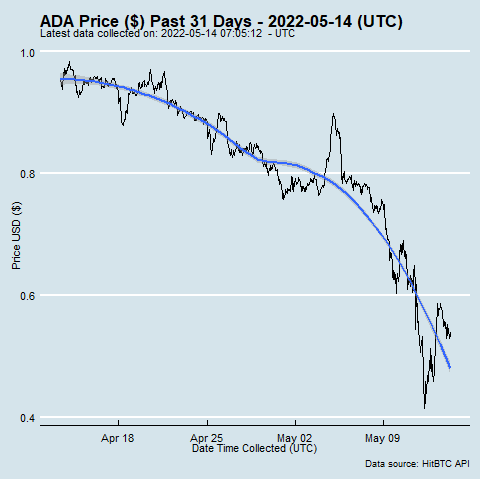 ADA Price ($) Past 31 Days - 2022-05-14 (UTC)
Latest data collected on: 2022-05-14 07:05:12 - UTC
1.0
0.8
0.6
0.4
Price USD ($)
Apr 18 Apr 25 May 02 May 09
Date Time Collected (UTC)
Data source: HitBTC API